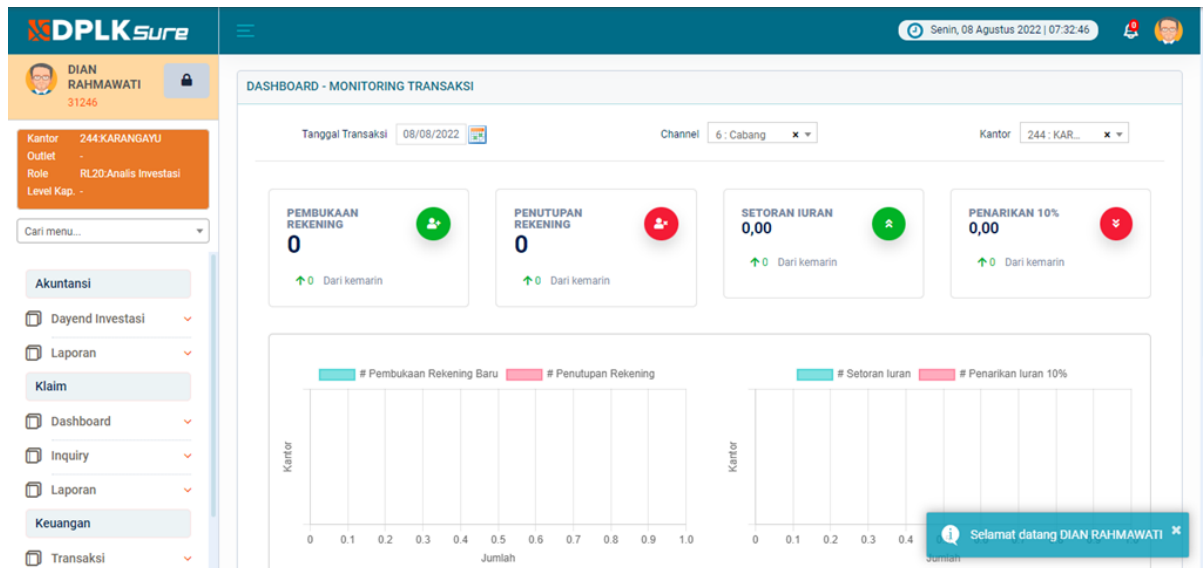 DPLKSure
Senin, 08 Agustus 2022 | 07:32:46
DIAN
RAHMAWATI
31246
Kantor 244:KARANGAYU
Outlet -
Role RL20:Analis Investasi
Level Kap. -
Cari menu...
Akuntansi
Dayend Investasi
Laporan
Klaim
Dashboard
Inquiry
Laporan
Keuangan
Transaksi
DASHBOARD - MONITORING TRANSAKSI
Tanggal Transaksi 08/08/2022 Channel 6 : Cabang x Kantor 244 : KAR... x
PEMBUKAAN
REKENING
0
0 Dari kemarin
PENUTUPAN
REKENING
0
0 Dari kemarin
SETORAN IURAN
0,00
0 Dari kemarin
PENARIKAN 10%
0,00
0 Dari kemarin
# Pembukaan Rekening Baru # Penutupan Rekening
Kantor
0 0.1 0.2 0.3 0.4 0.5 0.6 0.7 0.8 0.9 1.0
Jumlah
# Setoran Iuran # Penarikan Iuran 10%
Kantor
0 0.1 0.2 0.3 0.4
Jumlah
Selamat datang DIAN RAHMAWATI ×